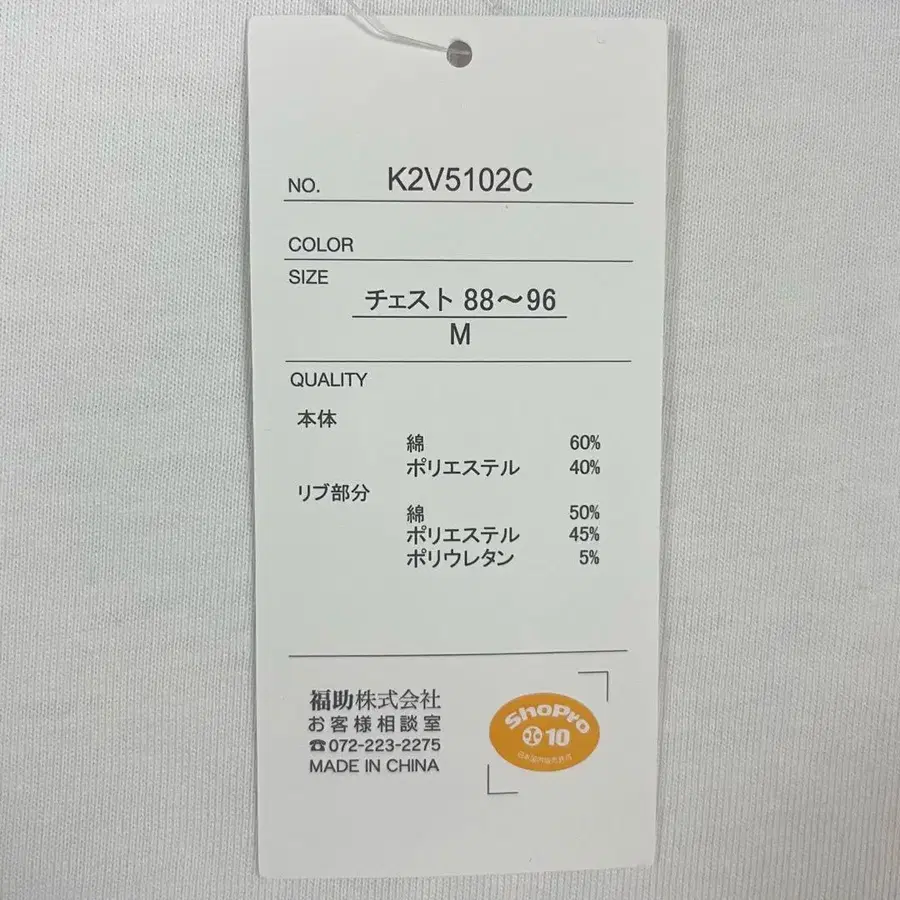 NO. K2V5102C
COLOR
SIZE
チェスト 88〜96
M
QUALITY
本体
綿 60%
ポリエステル 40%
リブ部分
綿 50%
ポリエステル 45%
ポリウレタン 5%
福助株式会社
お客様相談室
☎072-223-2275
MADE IN CHINA
ShoPro
10